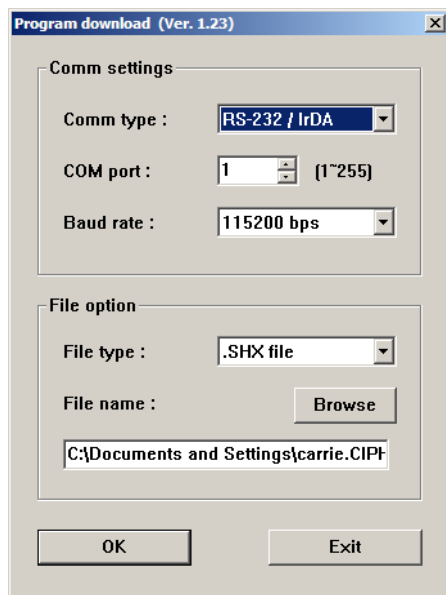 Program download (Ver. 1.23)
Comm settings
Comm type : RS-232 / IrDA
COM port : 1 (1~255)
Baud rate : 115200 bps
File option
File type : .SHX file
File name : Browse
C:\Documents and Settings\carrie.CIPH
OK Exit